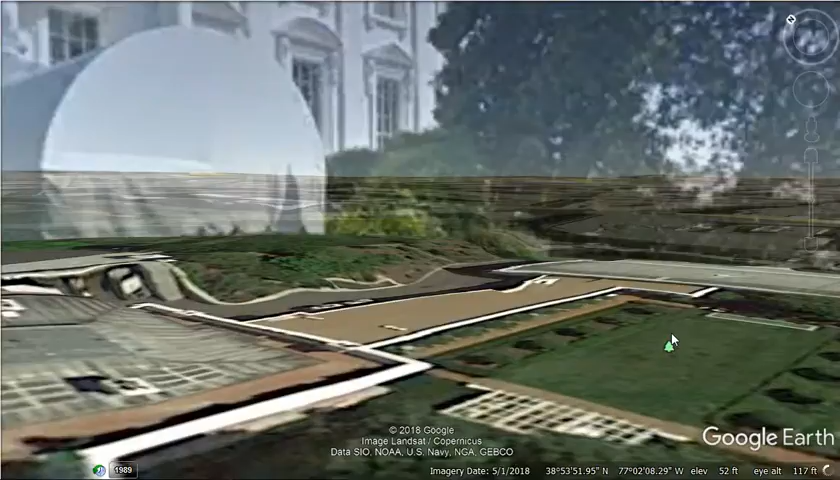 © 2018 Google
Image Landsat / Copernicus
Data SIO, NOAA, U.S. Navy, NGA, GEBCO
Google Earth
1989
Imagery Date: 5/1/2018 38°53'51.95" N 77°02'08.29" W elev 52 ft eye alt 117 ft